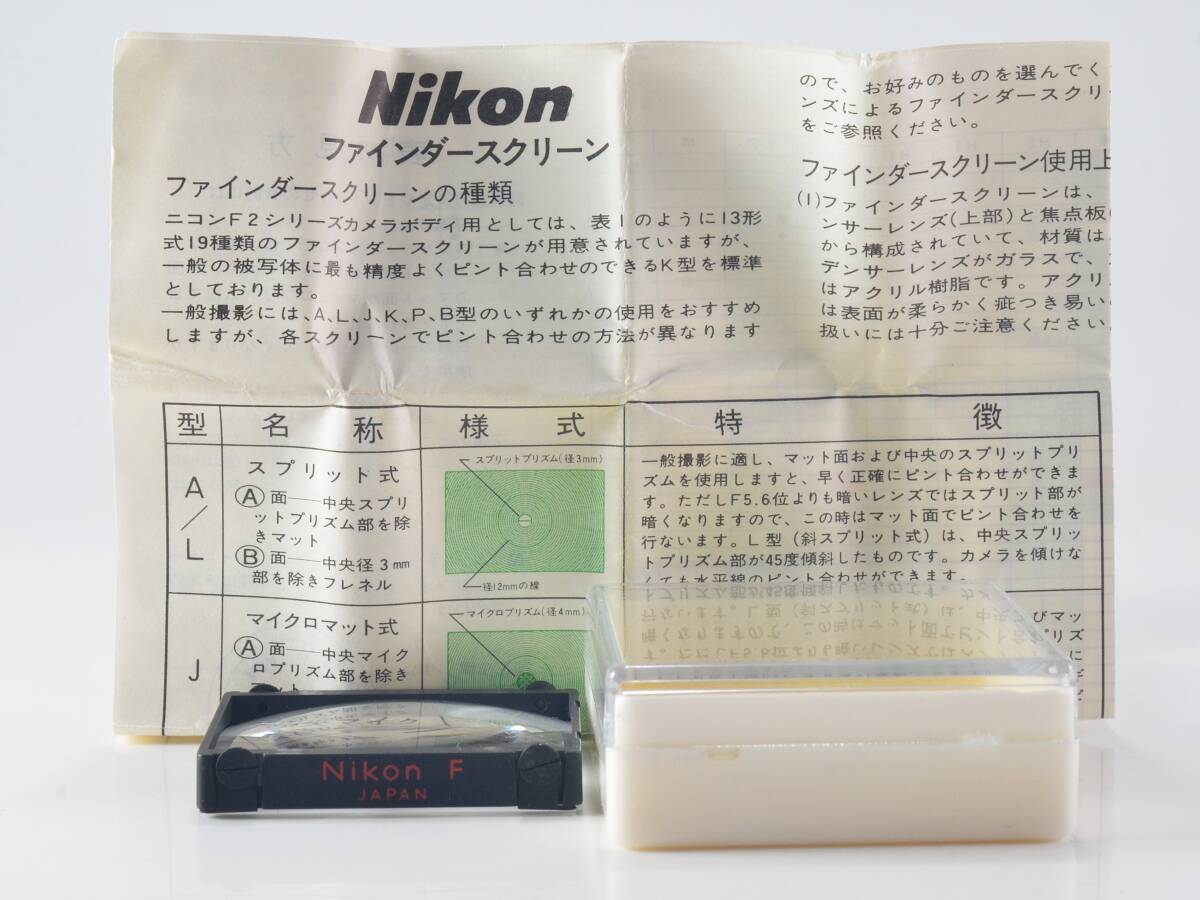 Nikon
ファインダースクリーン
ファインダースクリーンの種類
ニコンF2シリーズカメラボディ用としては、表1のように13形
式19種類のファインダースクリーンが用意されていますが、
一般の被写体に最も精度よくピント合わせのできるK型を標準
としております。
一般撮影には、A、L、J、K、P、B型のいずれかの使用をおすすめ
しますが、各スクリーンでピント合わせの方法が異なります
ので、お好みのものを選んでく
ンズによるファインダースクリ
をご参照ください。
ファインダースクリーン使用上
(1)ファインダースクリーンは、
ンサーレンズ(上部)と焦点板
から構成されていて、材質は
デンサーレンズがガラスで、
はアクリル樹脂です。アクリ
は表面が柔らかく疵つき易い
扱いには十分ご注意ください。
型 名称 様式 特徴
A/L
スプリット式
Ⓐ面──中央スプリ
ットプリズム部を除
きマット
Ⓑ面──中央径3mm
部を除きフレネル
スプリットプリズム(径3mm)
径12mmの線
一般撮影に適し、マット面および中央のスプリットプリ
ズムを使用しますと、早く正確にピント合わせができま
す。ただしF5.6位よりも暗いレンズではスプリット部が
暗くなりますので、この時はマット面でピント合わせを
行ないます。L型(斜スプリット式)は、中央スプリッ
トプリズム部が45度傾斜したものです。カメラを傾けな
くても水平線のピント合わせができます。
J
マイクロマット式
Ⓐ面──中央マイク
ロプリズム部を除き
マット
マイクロプリズム(径4mm)
びマッ
プリズ
に
Nikon F
JAPAN